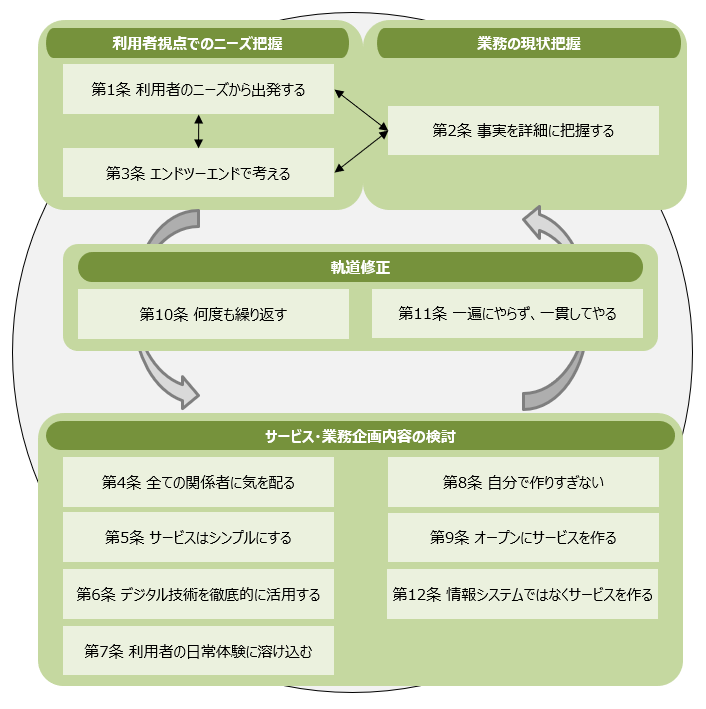 利用者視点でのニーズ把握
第1条 利用者のニーズから出発する
第3条 エンドツーエンドで考える
業務の現状把握
第2条 事実を詳細に把握する
軌道修正
第10条 何度も繰り返す
第11条 一遍にやらず、一貫してやる
サービス・業務企画内容の検討
第4条 全ての関係者に気を配る
第5条 サービスはシンプルにする
第6条 デジタル技術を徹底的に活用する
第7条 利用者の日常体験に溶け込む
第8条 自分で作りすぎない
第9条 オープンにサービスを作る
第12条 情報システムではなくサービスを作る